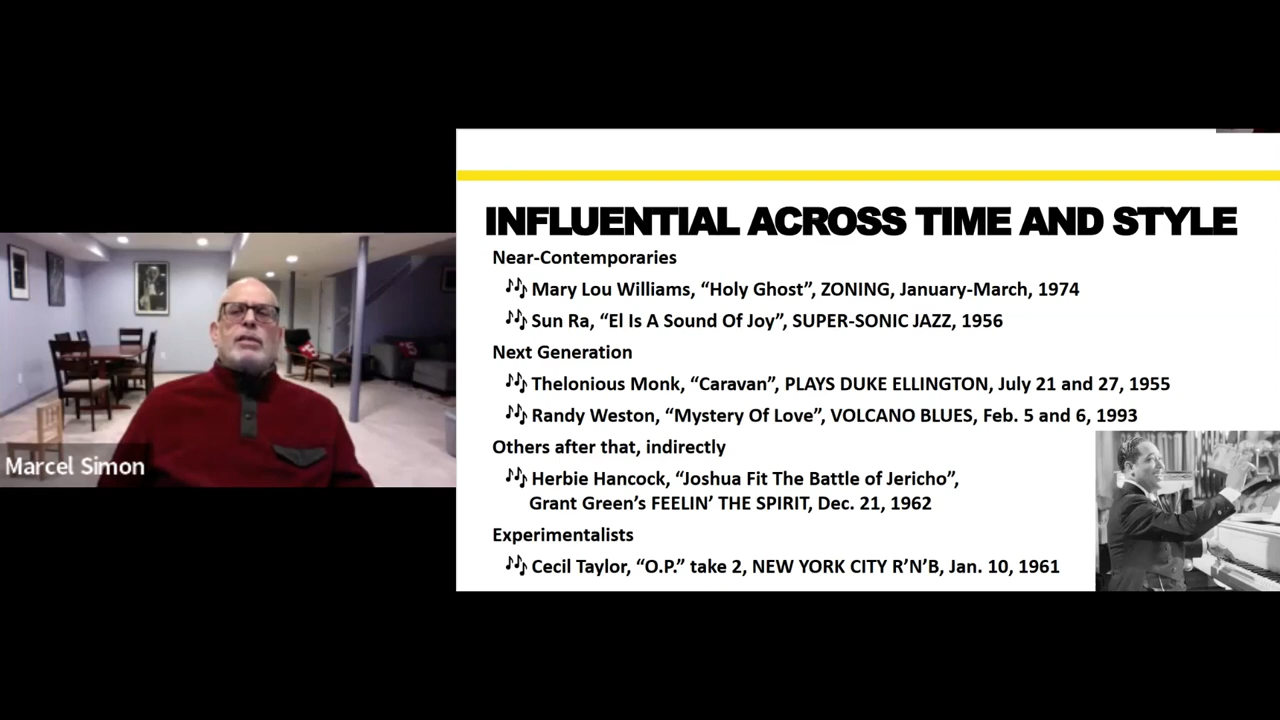 INFLUENTIAL ACROSS TIME AND STYLE
Near-Contemporaries
Mary Lou Williams, “Holy Ghost”, ZONING, January-March, 1974
Sun Ra, “El Is A Sound Of Joy”, SUPER-SONIC JAZZ, 1956
Next Generation
Thelonious Monk, “Caravan”, PLAYS DUKE ELLINGTON, July 21 and 27, 1955
Randy Weston, “Mystery Of Love”, VOLCANO BLUES, Feb. 5 and 6, 1993
Others after that, indirectly
Herbie Hancock, “Joshua Fit The Battle of Jericho”,
Grant Green’s FEELIN’ THE SPIRIT, Dec. 21, 1962
Experimentalists
Cecil Taylor, “O.P.” take 2, NEW YORK CITY R’N’B, Jan. 10, 1961
Marcel Simon